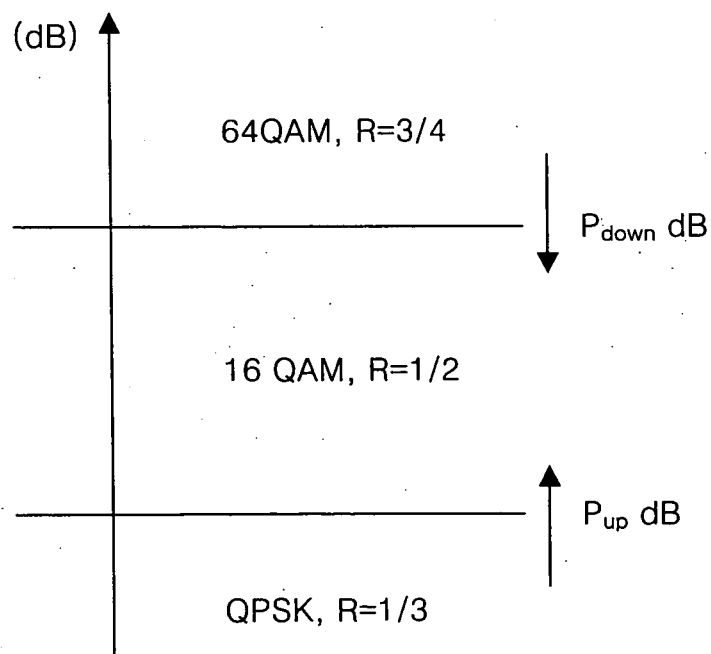 (dB)
64QAM, R=3/4
Pdown dB
16 QAM, R=1/2
Pup dB
QPSK, R=1/3